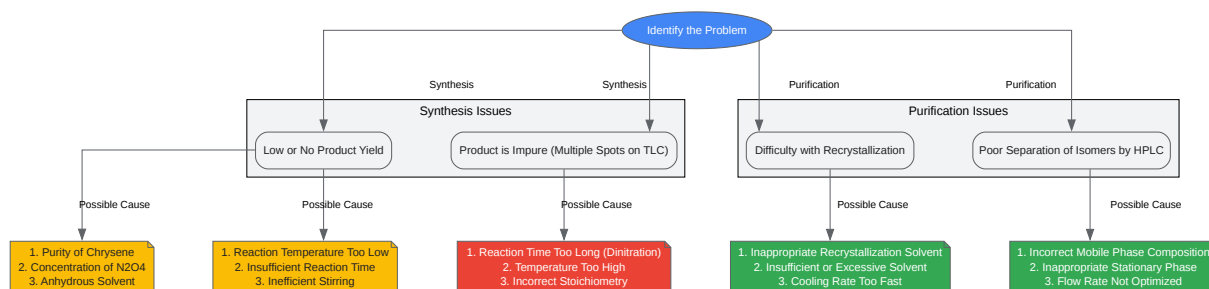 Identify the Problem
Synthesis
Synthesis
Purification
Purification
Synthesis Issues
Purification Issues
Low or No Product Yield
Product is Impure (Multiple Spots on TLC)
Difficulty with Recrystallization
Poor Separation of Isomers by HPLC
Possible Cause
Possible Cause
Possible Cause
Possible Cause
Possible Cause
1. Purity of Chrysene
2. Concentration of N2O4
3. Anhydrous Solvent
1. Reaction Temperature Too Low
2. Insufficient Reaction Time
3. Inefficient Stirring
1. Reaction Time Too Long (Dinitration)
2. Temperature Too High
3. Incorrect Stoichiometry
1. Inappropriate Recrystallization Solvent
2. Insufficient or Excessive Solvent
3. Cooling Rate Too Fast
1. Incorrect Mobile Phase Composition
2. Inappropriate Stationary Phase
3. Flow Rate Not Optimized